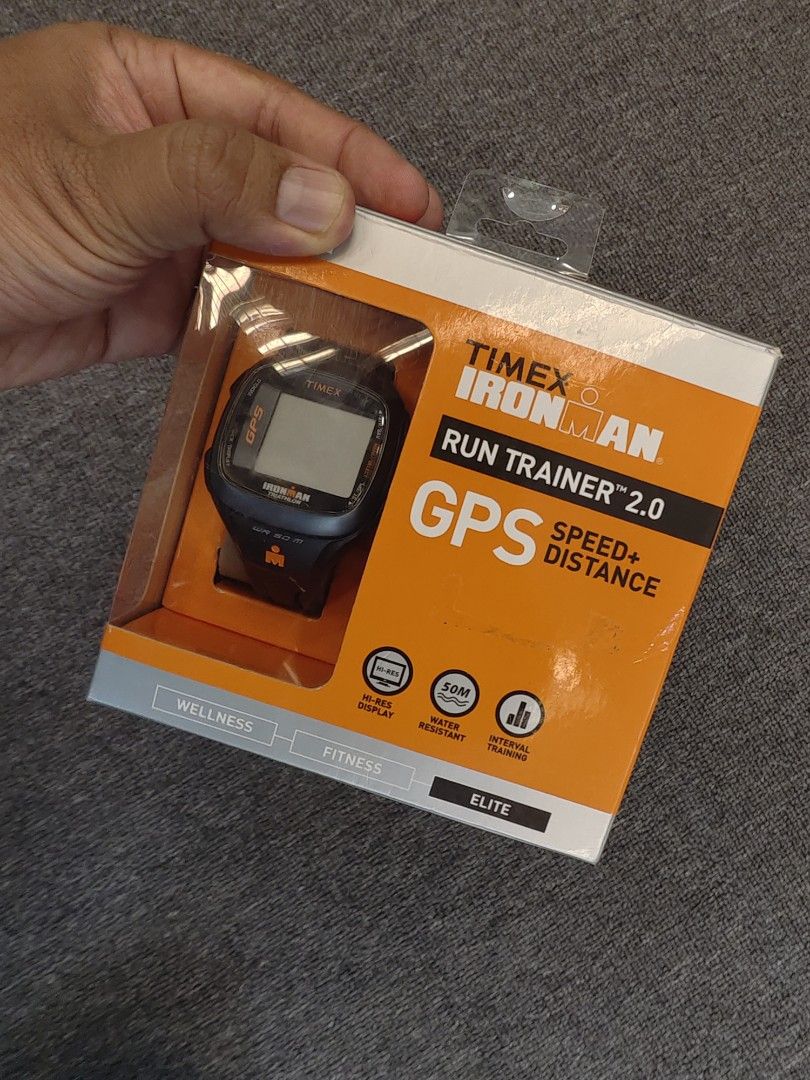 TIMEX
IRONMAN®
RUN TRAINER™ 2.0
GPS
SPEED+
DISTANCE
TIMEX
GPS
IRONMAN
TRIATHLON
WR 50 M
HI-RES
HI-RES
DISPLAY
50M
WATER
RESISTANT
INTERVAL
TRAINING
WELLNESS
FITNESS
ELITE